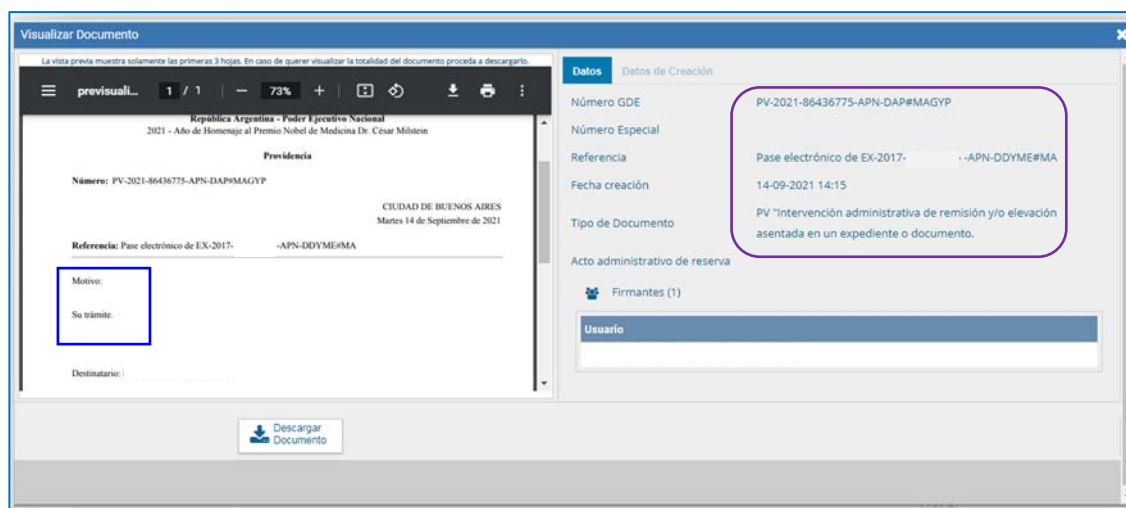 Visualizar Documento
La vista previa muestra solamente las primeras 3 hojas. En caso de querer visualizar la totalidad del documento proceda a descargarlo.
previsuali... 1 / 1 | − 73% + |
República Argentina - Poder Ejecutivo Nacional
2021 - Año de Homenaje al Premio Nobel de Medicina Dr. César Milstein
Providencia
Número: PV-2021-86436775-APN-DAP#MAGYP
CIUDAD DE BUENOS AIRES
Martes 14 de Septiembre de 2021
Referencia: Pase electrónico de EX-2017- -APN-DDYME#MA
Motivo:
Su trámite.
Destinatario:
Descargar
Documento
Datos Datos de Creación
Número GDE PV-2021-86436775-APN-DAP#MAGYP
Número Especial
Referencia Pase electrónico de EX-2017- - -APN-DDYME#MA
Fecha creación 14-09-2021 14:15
Tipo de Documento PV "Intervención administrativa de remisión y/o elevación
asentada en un expediente o documento.
Acto administrativo de reserva
Firmantes (1)
Usuario